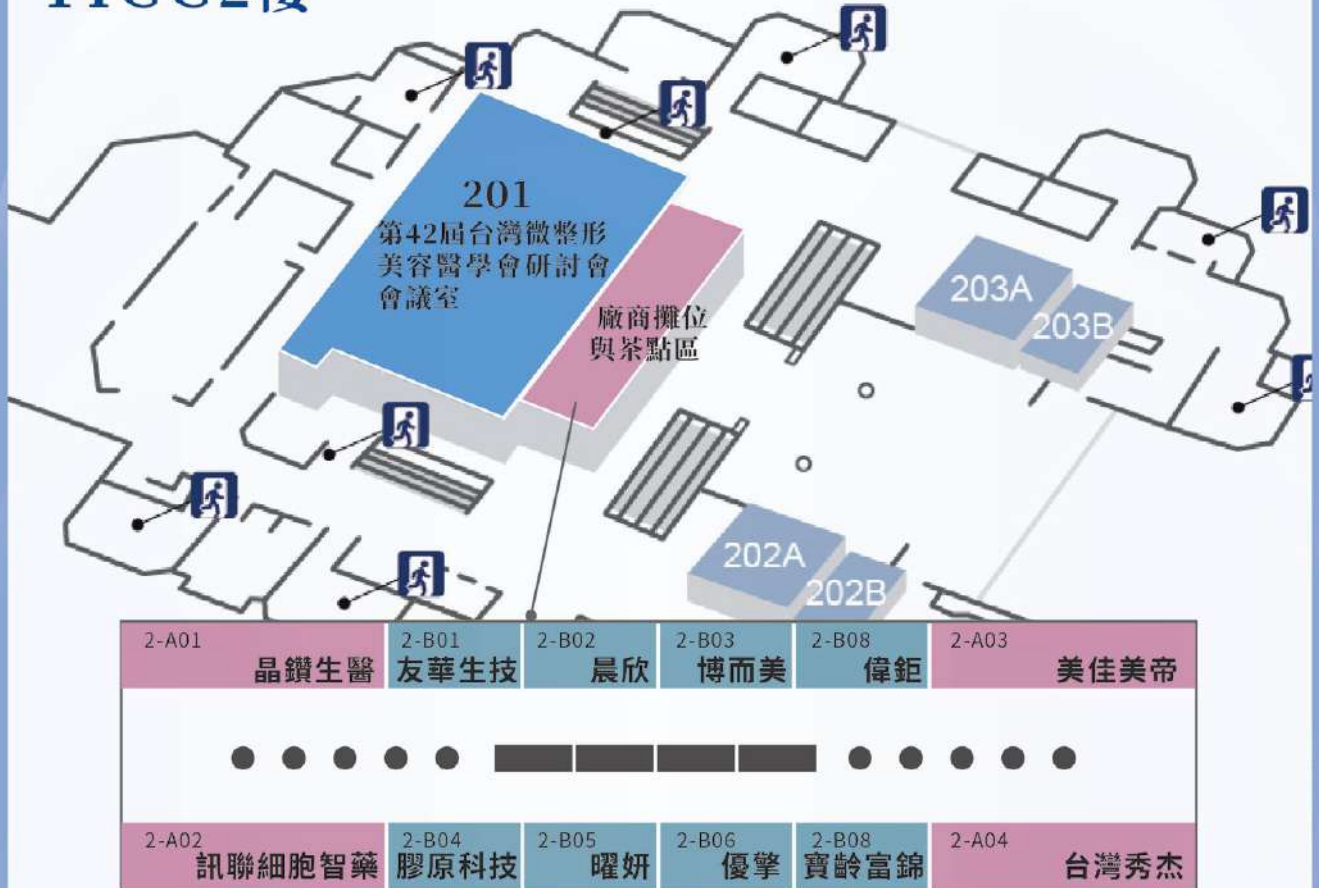 201
第42屆台灣微整形
美容醫學會研討會
會議室
廠商攤位
與茶點區
203A
203B
202A
202B
2-A01
晶鑽生醫
2-B01
友華生技
2-B02
晨欣
2-B03
博而美
2-B08
偉鉅
2-A03
美佳美帝
2-A02
訊聯細胞智藥
2-B04
膠原科技
2-B05
曜妍
2-B06
優擎
2-B08
寶齡富錦
2-A04
台灣秀杰